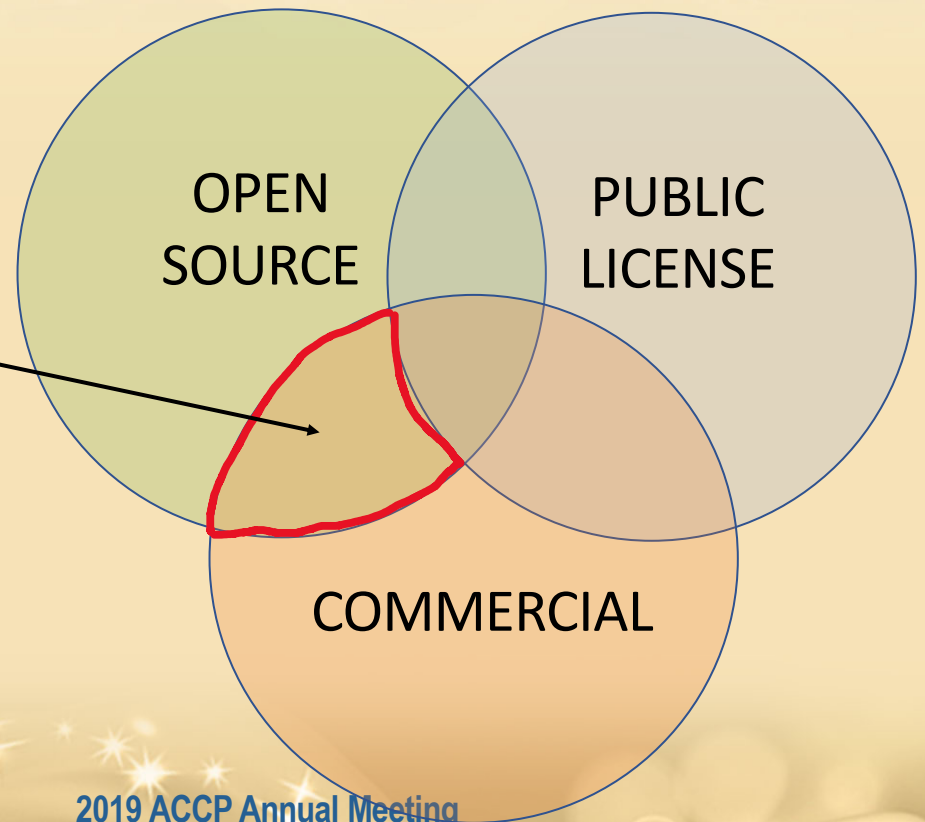 OPEN
SOURCE
PUBLIC
LICENSE
COMMERCIAL
2019 ACCP Annual Meeting